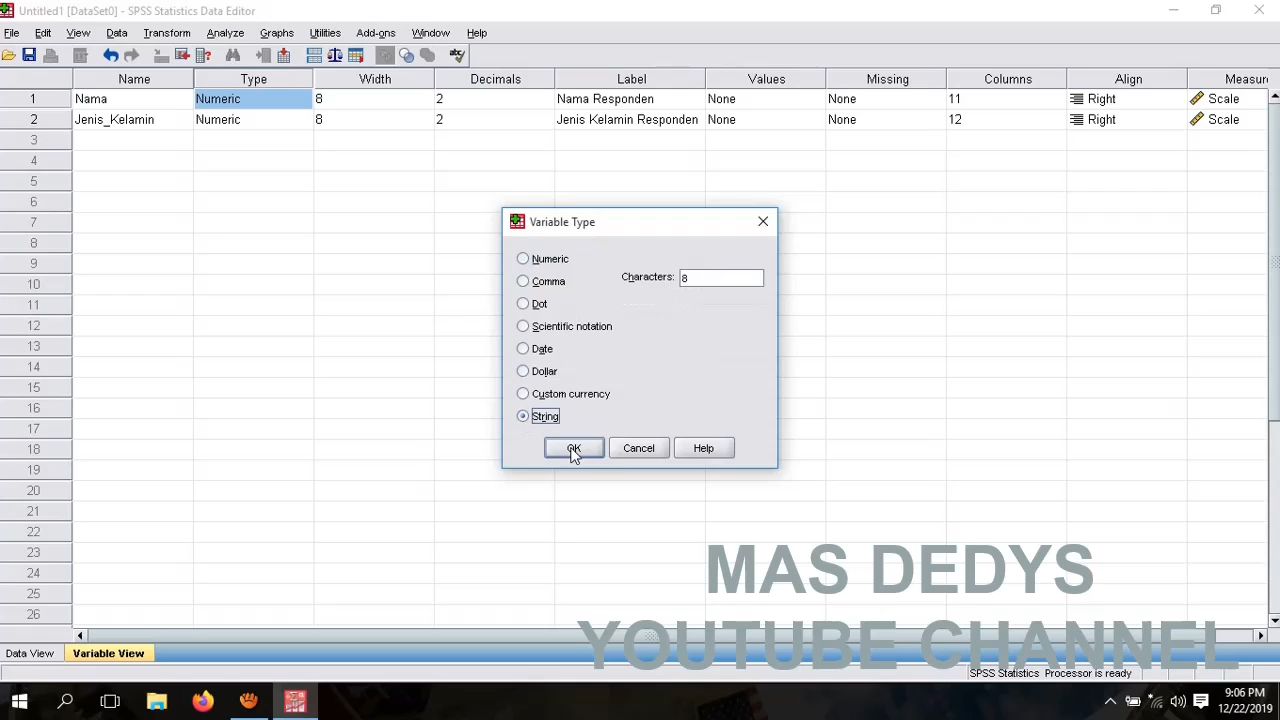 Untitled1 [DataSet0] - SPSS Statistics Data Editor
File Edit View Data Transform Analyze Graphs Utilities Add-ons Window Help
Name Type Width Decimals Label Values Missing Columns Align Measure
1 Nama Numeric 8 2 Nama Responden None None 11 Right Scale
2 Jenis_Kelamin Numeric 8 2 Jenis Kelamin Responden None None 12 Right Scale
3
4
5
6
7
8
9
10
11
12
13
14
15
16
17
18
19
20
21
22
23
24
25
26
Variable Type
Numeric
Characters: 8
Comma
Dot
Scientific notation
Date
Dollar
Custom currency
String
OK Cancel Help
MAS DEDYS
YOUTUBE CHANNEL
Data View Variable View
SPSS Statistics Processor is ready
9:06 PM
12/22/2019